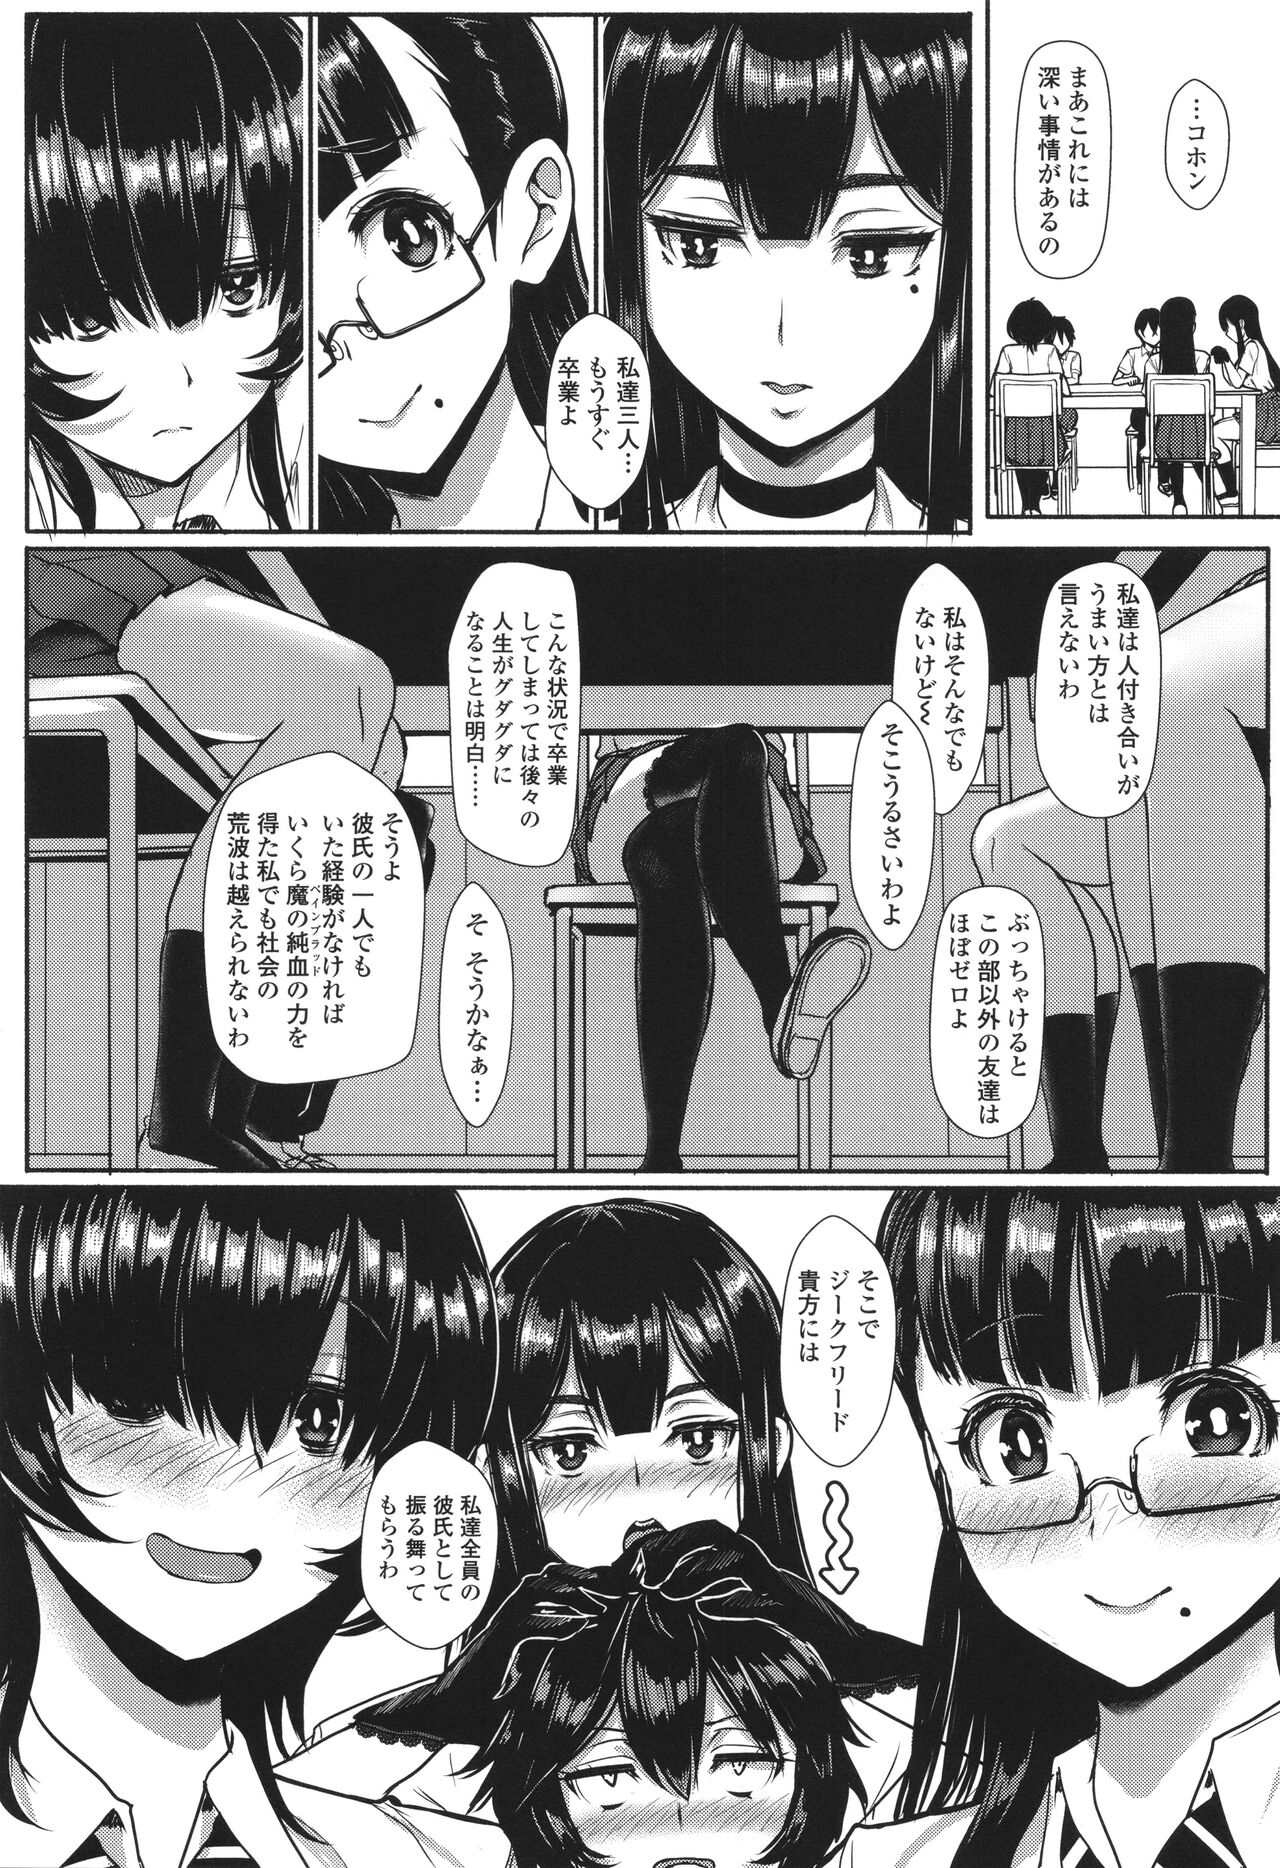 …コホン
まあこれには
深い事情があるの
私達三人…
もうすぐ
卒業よ
私達は人付き合いが
うまい方とは
言えないわ
私はそんなでも
ないけど〜
そこうるさいわよ
ぶっちゃけると
この部以外の友達は
ほぼゼロよ
こんな状況で卒業
してしまっては後々の
人生がグダグダに
なることは明白……
そ そうかなぁ…
そうよ
彼氏の一人でも
いた経験がなければ
いくら魔の純血の力を
ペインブラッド
得た私でも社会の
荒波は越えられないわ
そこで
ジークフリード
貴方には
私達全員の
彼氏として
振る舞って
もらうわ